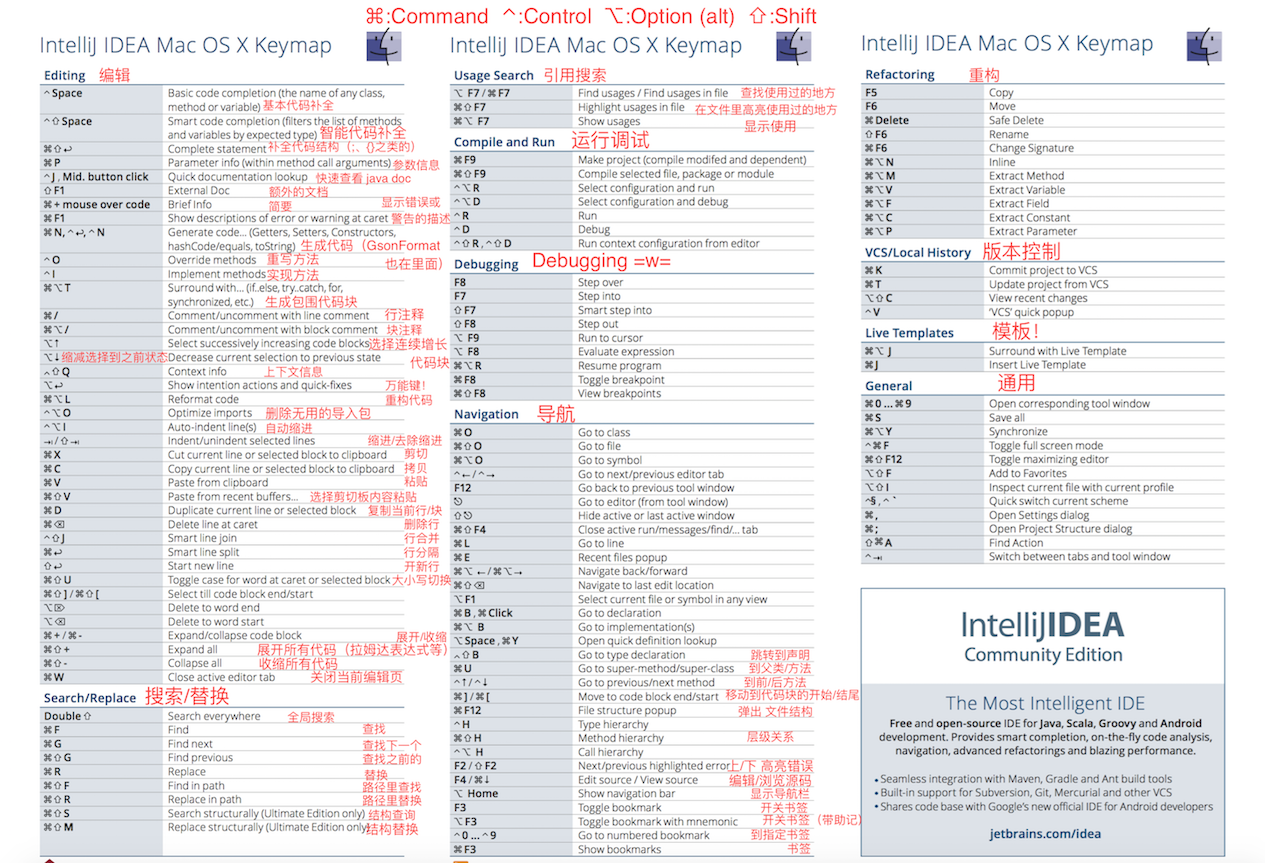 ⌘:Command ^:Control ⌥:Option (alt) ⇧:Shift
IntelliJ IDEA Mac OS X Keymap
Editing 编辑
^ Space Basic code completion (the name of any class,
method or variable) 基本代码补全
^⇧ Space Smart code completion (filters the list of methods
and variables by expected type) 智能代码补全
⌘⇧↩ Complete statement 补全代码结构(;、{}之类的)
⌘ P Parameter info (within method call arguments) 参数信息
^ J , Mid. button click Quick documentation lookup 快速查看 java doc
⇧ F1 External Doc 额外的文档
⌘ + mouse over code Brief Info 简要 显示错误或
⌘ F1 Show descriptions of error or warning at caret 警告的描述
⌘ N, ^↩, ^ N Generate code... (Getters, Setters, Constructors,
hashCode/equals, toString) 生成代码（GsonFormat
^ O Override methods 重写方法 也在里面）
^ I Implement methods 实现方法
⌘⌥ T Surround with... (if..else, try..catch, for,
synchronized, etc.) 生成包围代码块
⌘ / Comment/uncomment with line comment 行注释
⌘⌥ / Comment/uncomment with block comment 块注释
⌥↑ Select successively increasing code blocks 选择连续增长
⌥↓ 缩减选择到之前状态 Decrease current selection to previous state 代码块
^⇧ Q Context info 上下文信息
⌥↩ Show intention actions and quick-fixes 万能键！
⌘⌥ L Reformat code 重构代码
^⌥ O Optimize imports 删除无用的导入包
^⌥ I Auto-indent line(s) 自动缩进
⇥ / ⇧⇥ Indent/unindent selected lines 缩进/去除缩进
⌘ X Cut current line or selected block to clipboard 剪切
⌘ C Copy current line or selected block to clipboard 拷贝
⌘ V Paste from clipboard 粘贴
⌘⇧ V Paste from recent buffers... 选择剪切板内容粘贴
⌘ D Duplicate current line or selected block 复制当前行/块
⌘⌫ Delete line at caret 删除行
^⇧ J Smart line join 行合并
⌘↩ Smart line split 行分隔
⇧↩ Start new line 开新行
⌘⇧ U Toggle case for word at caret or selected block 大小写切换
⌘⇧ ] / ⌘⇧ [ Select till code block end/start
⌥⌦ Delete to word end
⌥⌫ Delete to word start
⌘ + / ⌘ - Expand/collapse code block 展开/收缩
⌘⇧ + Expand all 展开所有代码（拉姆达表达式等）
⌘⇧ - Collapse all 收缩所有代码
⌘ W Close active editor tab 关闭当前编辑页
Search/Replace 搜索/替换
Double ⇧ Search everywhere 全局搜索
⌘ F Find 查找
⌘ G Find next 查找下一个
⌘⇧ G Find previous 查找之前的
⌘ R Replace 替换
⌘⇧ F Find in path 路径里查找
⌘⇧ R Replace in path 路径里替换
⌘⇧ S Search structurally (Ultimate Edition only) 结构查询
⌘⇧ M Replace structurally (Ultimate Edition only) 结构替换
IntelliJ IDEA Mac OS X Keymap
Usage Search 引用搜索
⌥ F7 / ⌘ F7 Find usages / Find usages in file 查找使用过的地方
⌘⇧ F7 Highlight usages in file 在文件里高亮使用过的地方
⌘⌥ F7 Show usages 显示使用
Compile and Run 运行调试
⌘ F9 Make project (compile modifed and dependent)
⌘⇧ F9 Compile selected file, package or module
^⌥ R Select configuration and run
^⌥ D Select configuration and debug
^ R Run
^ D Debug
^⇧ R , ^⇧ D Run context configuration from editor
Debugging Debugging =w=
F8 Step over
F7 Step into
⇧ F7 Smart step into
⇧ F8 Step out
⌥ F9 Run to cursor
⌥ F8 Evaluate expression
⌘⌥ R Resume program
⌘ F8 Toggle breakpoint
⌘⇧ F8 View breakpoints
Navigation 导航
⌘ O Go to class
⌘⇧ O Go to file
⌘⌥ O Go to symbol
^← / ^→ Go to next/previous editor tab
F12 Go back to previous tool window
⎋ Go to editor (from tool window)
⇧⎋ Hide active or last active window
⌘⇧ F4 Close active run/messages/find/... tab
⌘ L Go to line
⌘ E Recent files popup
⌘⌥← / ⌘⌥→ Navigate back/forward
⌘⇧⌫ Navigate to last edit location
⌥ F1 Select current file or symbol in any view
⌘ B , ⌘ Click Go to declaration
⌘⌥ B Go to implementation(s)
⌥ Space , ⌘ Y Open quick definition lookup
^⇧ B Go to type declaration 跳转到声明
⌘ U Go to super-method/super-class 到父类/方法
^↑ / ^↓ Go to previous/next method 到前/后方法
⌘ ] / ⌘ [ Move to code block end/start 移动到代码块的开始/结尾
⌘ F12 File structure popup 弹出 文件结构
^ H Type hierarchy
⌘⇧ H Method hierarchy 层级关系
^⌥ H Call hierarchy
F2 / ⇧ F2 Next/previous highlighted error 上/下 高亮错误
F4 / ⌘↓ Edit source / View source 编辑/浏览源码
⌥ Home Show navigation bar 显示导航栏
F3 Toggle bookmark 开关书签
⌥ F3 Toggle bookmark with mnemonic 开关书签（带助记）
^ 0 ... ^ 9 Go to numbered bookmark 到指定书签
⌘ F3 Show bookmarks 书签
IntelliJ IDEA Mac OS X Keymap
Refactoring 重构
F5 Copy
F6 Move
⌘ Delete Safe Delete
⇧ F6 Rename
⌘ F6 Change Signature
⌘⌥ N Inline
⌘⌥ M Extract Method
⌘⌥ V Extract Variable
⌘⌥ F Extract Field
⌘⌥ C Extract Constant
⌘⌥ P Extract Parameter
VCS/Local History 版本控制
⌘ K Commit project to VCS
⌘ T Update project from VCS
⌥⇧ C View recent changes
^ V ‘VCS’ quick popup
Live Templates 模板！
⌘⌥ J Surround with Live Template
⌘ J Insert Live Template
General 通用
⌘ 0 ... ⌘ 9 Open corresponding tool window
⌘ S Save all
⌘⌥ Y Synchronize
^⌘ F Toggle full screen mode
⌘⇧ F12 Toggle maximizing editor
⌥⇧ F Add to Favorites
⌥⇧ I Inspect current file with current profile
^§ , ^ ` Quick switch current scheme
⌘ , Open Settings dialog
⌘ ; Open Project Structure dialog
⇧⌘ A Find Action
^⇥ Switch between tabs and tool window
IntelliJIDEA
Community Edition
The Most Intelligent IDE
Free and open-source IDE for Java, Scala, Groovy and Android
development. Provides smart completion, on-the-fly code analysis,
navigation, advanced refactorings and blazing performance.
• Seamless integration with Maven, Gradle and Ant build tools
• Built-in support for Subversion, Git, Mercurial and other VCS
• Shares code base with Google's new official IDE for Android developers
jetbrains.com/idea